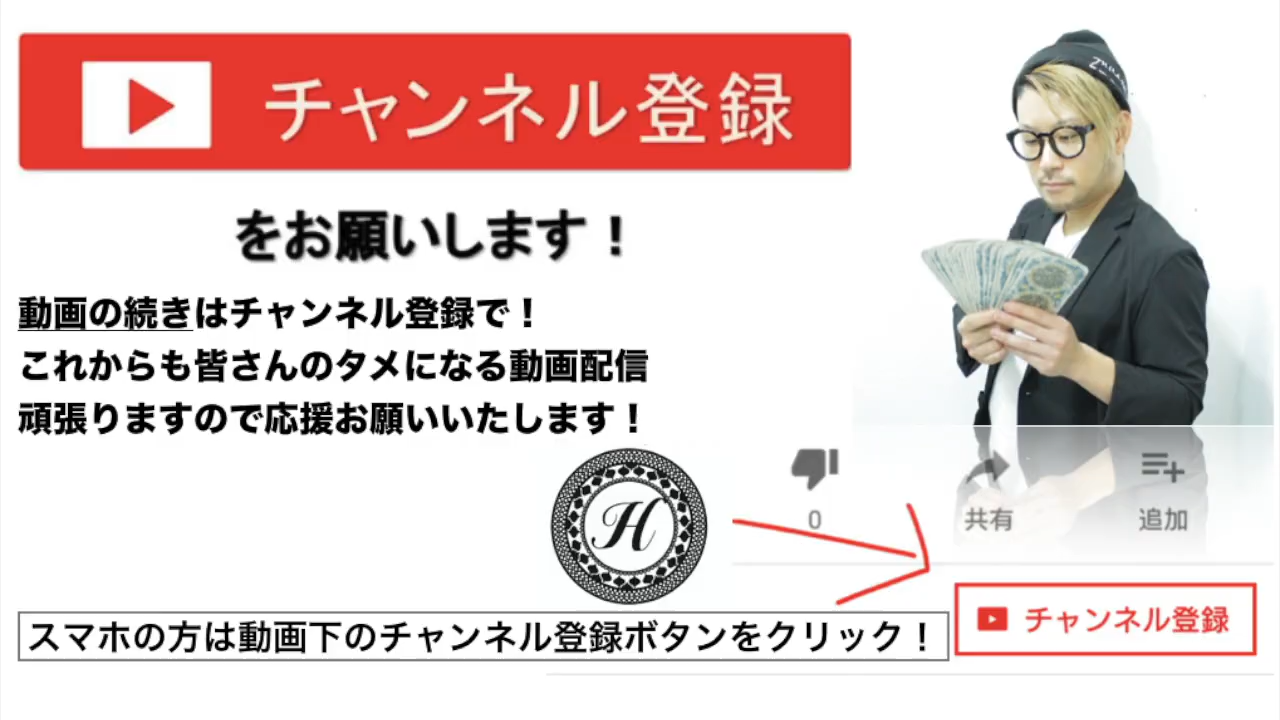 チャンネル登録
をお願いします！
動画の続きはチャンネル登録で！
これからも皆さんのタメになる動画配信
頑張りますので応援お願いいたします！
H
0
共有
追加
スマホの方は動画下のチャンネル登録ボタンをクリック！
チャンネル登録